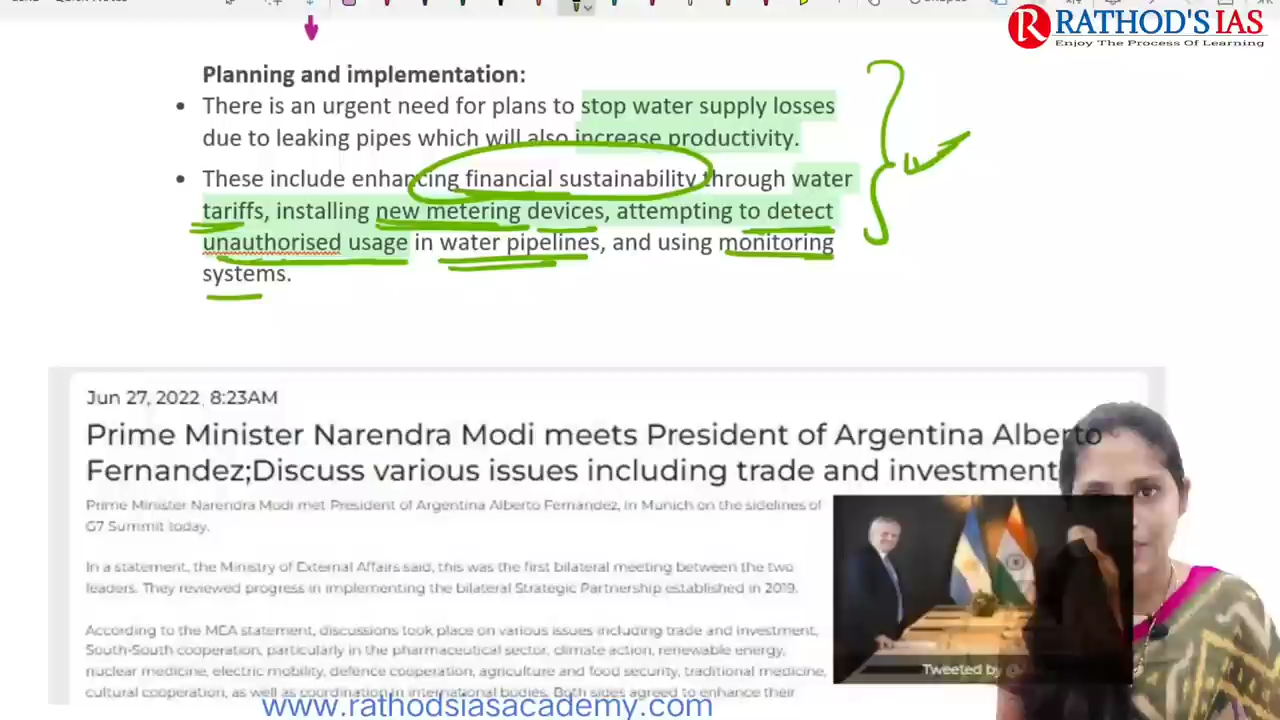 RATHOD'S IAS
Enjoy The Process Of Learning
Planning and implementation:
• There is an urgent need for plans to stop water supply losses
due to leaking pipes which will also increase productivity.
• These include enhancing financial sustainability through water
tariffs, installing new metering devices, attempting to detect
unauthorised usage in water pipelines, and using monitoring
systems.
Jun 27, 2022, 8:23AM
Prime Minister Narendra Modi meets President of Argentina Alberto
Fernandez;Discuss various issues including trade and investment
Prime Minister Narendra Modi met President of Argentina Alberto Fernandez, in Munich on the sidelines of
G7 Summit today.
In a statement, the Ministry of External Affairs said, this was the first bilateral meeting between the two
leaders. They reviewed progress in implementing the bilateral Strategic Partnership established in 2019.
According to the MEA statement, discussions took place on various issues including trade and investment,
South-South cooperation, particularly in the pharmaceutical sector, climate action, renewable energy,
nuclear medicine, electric mobility, defence cooperation, agriculture and food security, traditional medicine,
cultural cooperation, as well as coordination in international bodies. Both sides agreed to enhance their
Tweeted by
www.rathodsiasacademy.com